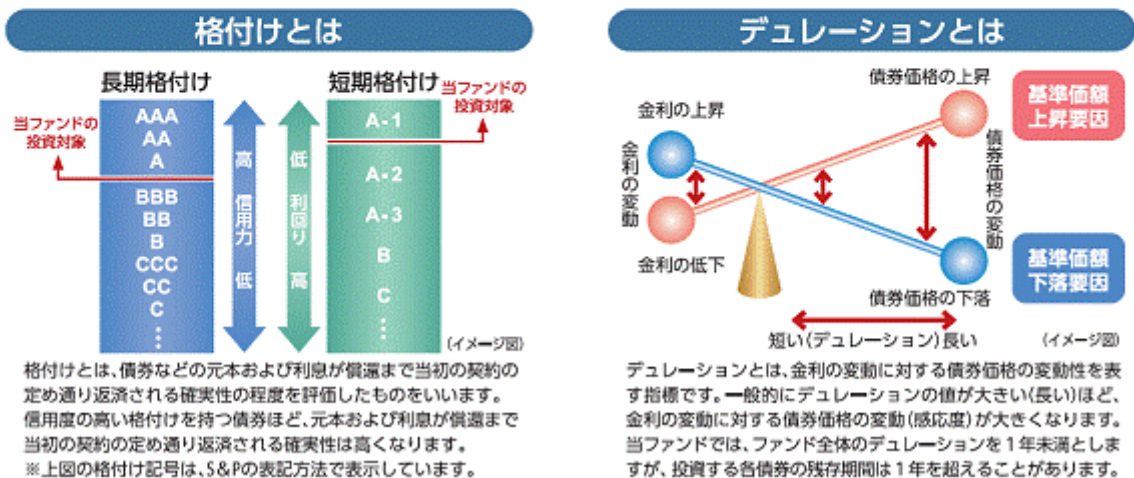 格付けとは
長期格付け
短期格付け
当ファンドの
投資対象
当ファンドの
投資対象
AAA
AA
A
BBB
BB
B
CCC
CC
C
⋮
高
信用力
低
低
利回り
高
A-1
A-2
A-3
B
C
⋮
(イメージ図)
格付けとは、債券などの元本および利息が償還まで当初の契約の
定め通り返済される確実性の程度を評価したものをいいます。
信用度の高い格付けを持つ債券ほど、元本および利息が償還まで
当初の契約の定め通り返済される確実性は高くなります。
※上図の格付け記号は、S&Pの表記方法で表示しています。
デュレーションとは
債券価格の上昇
金利の上昇
基準価額
上昇要因
金利の変動
債券価格の変動
金利の低下
基準価額
下落要因
債券価格の下落
短い(デュレーション)長い
(イメージ図)
デュレーションとは、金利の変動に対する債券価格の変動性を表
す指標です。一般的にデュレーションの値が大きい(長い)ほど、
金利の変動に対する債券価格の変動(感応度)が大きくなります。
当ファンドでは、ファンド全体のデュレーションを1年未満としま
すが、投資する各債券の残存期間は1年を超えることがあります。